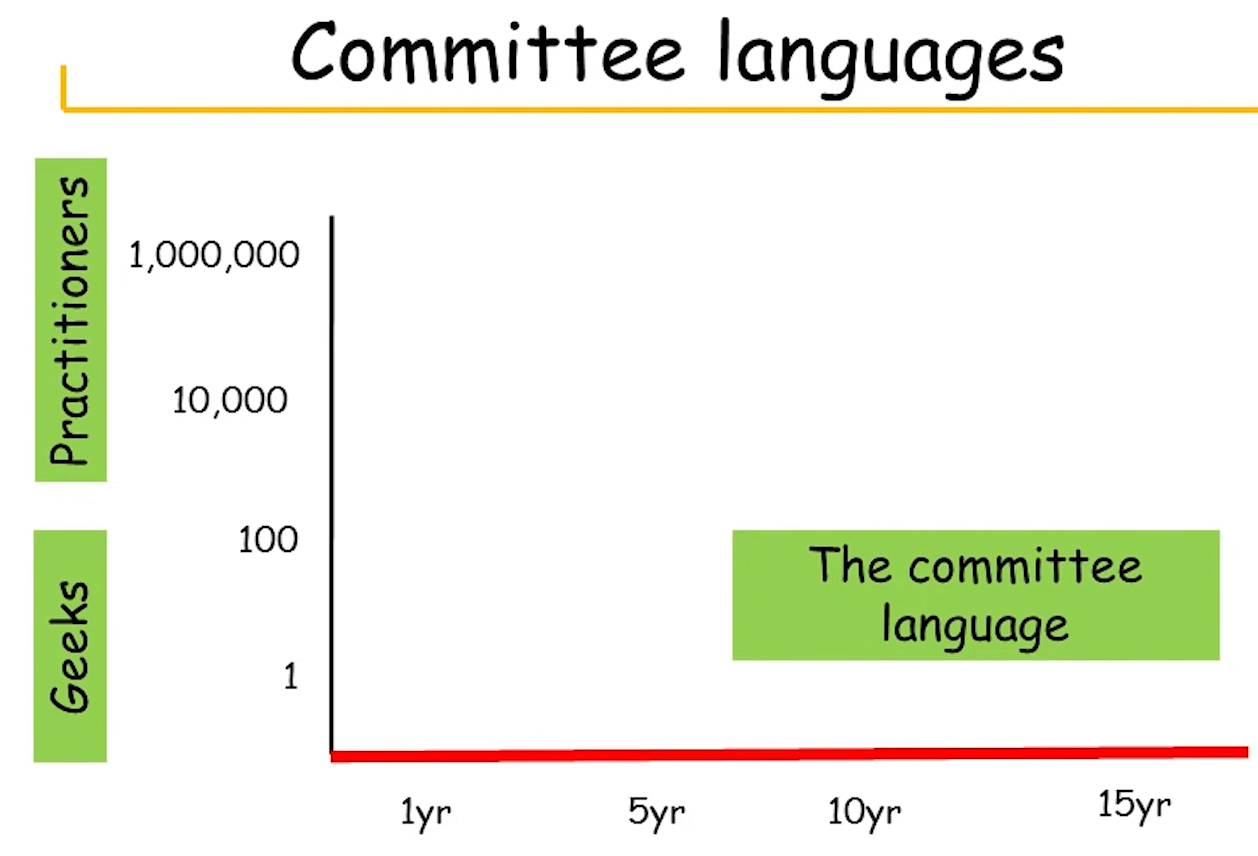 Committee languages
Practitioners
1,000,000
10,000
100
Geeks
1
The committee
language
1yr
5yr
10yr
15yr